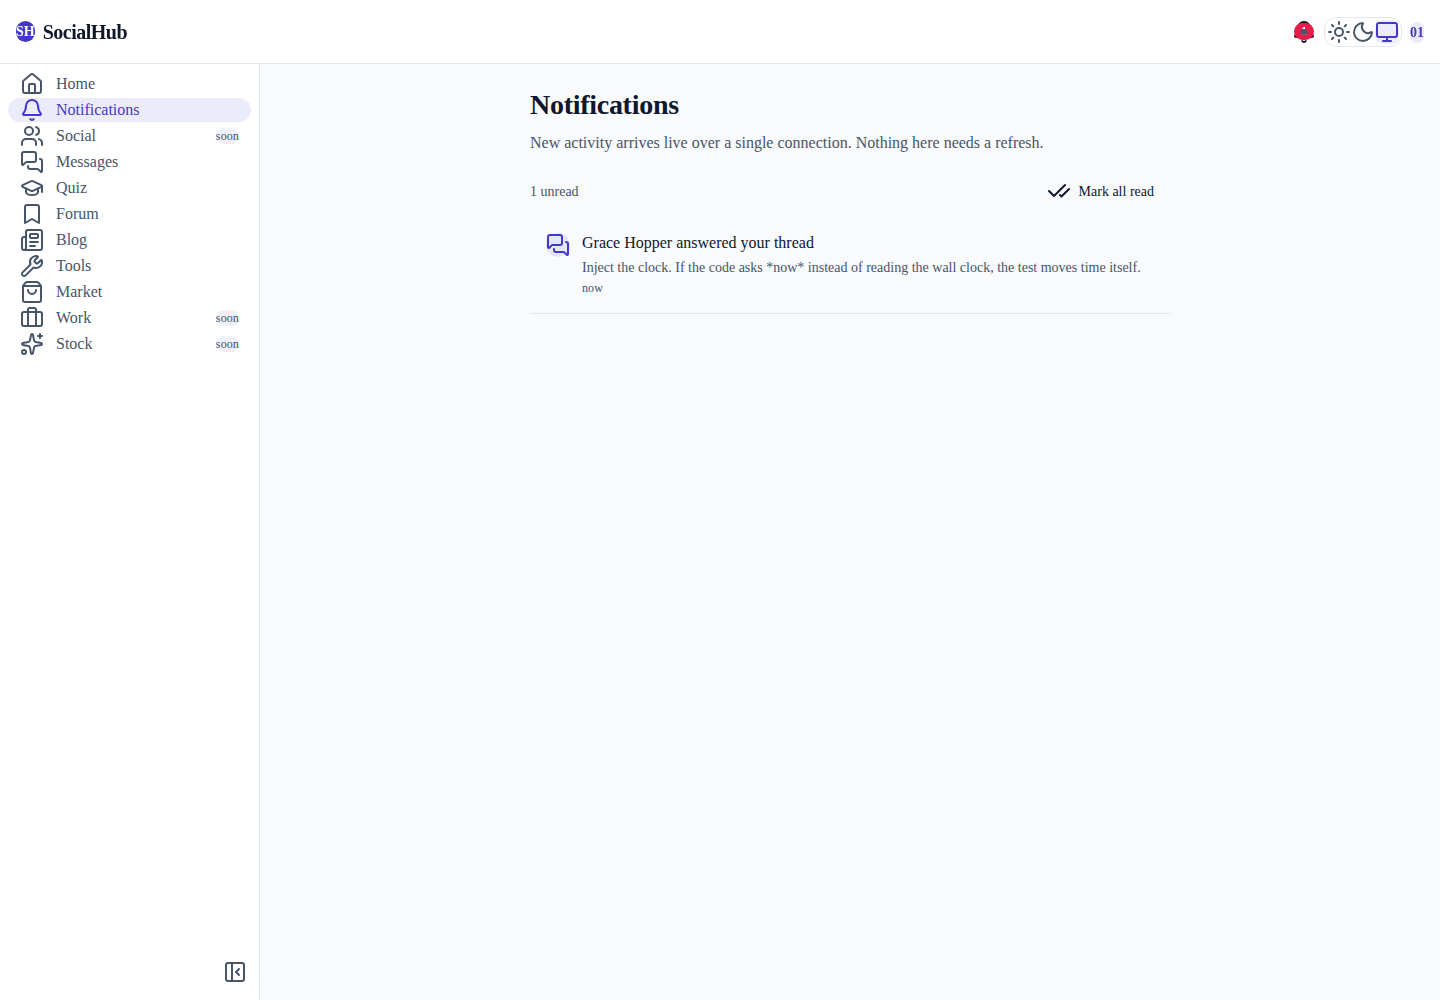 SH SocialHub
01
Home
Notifications
Social soon
Messages
Quiz
Forum
Blog
Tools
Market
Work soon
Stock soon
Notifications
New activity arrives live over a single connection. Nothing here needs a refresh.
1 unread
Mark all read
Grace Hopper answered your thread
Inject the clock. If the code asks *now* instead of reading the wall clock, the test moves time itself.
now